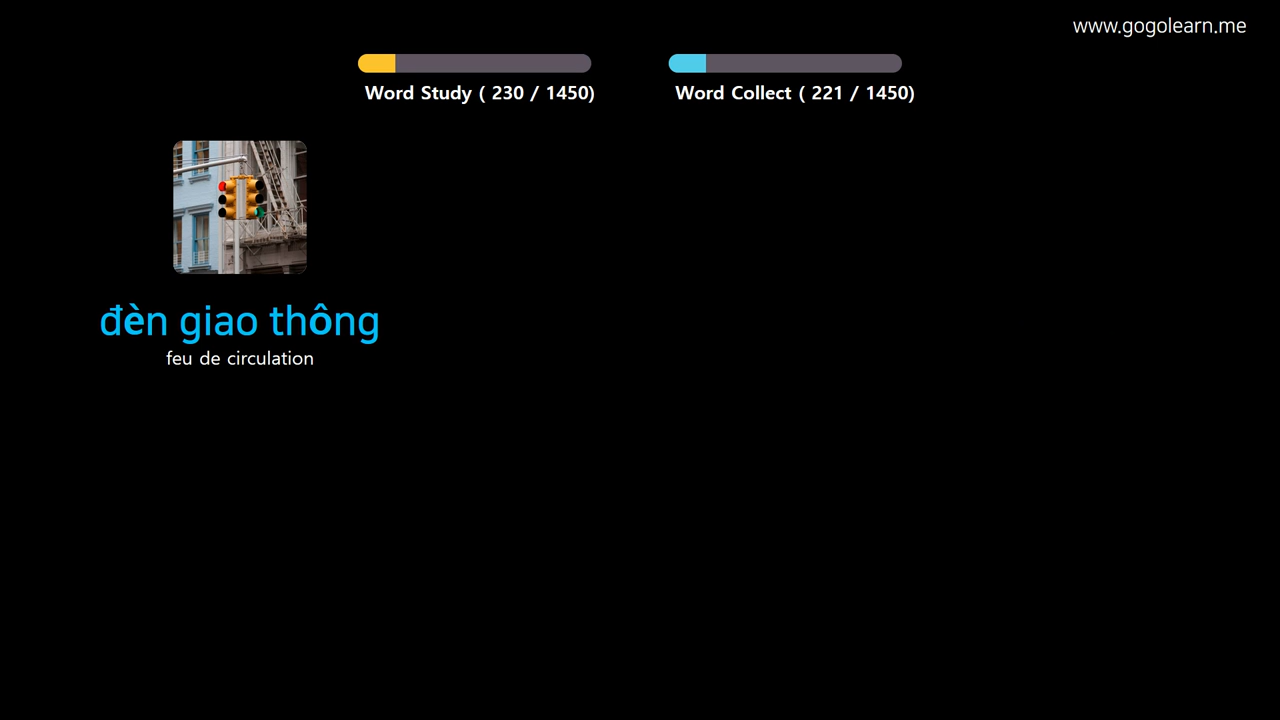 www.gogolearn.me
Word Study ( 230 / 1450)
Word Collect ( 221 / 1450)
đèn giao thông
feu de circulation